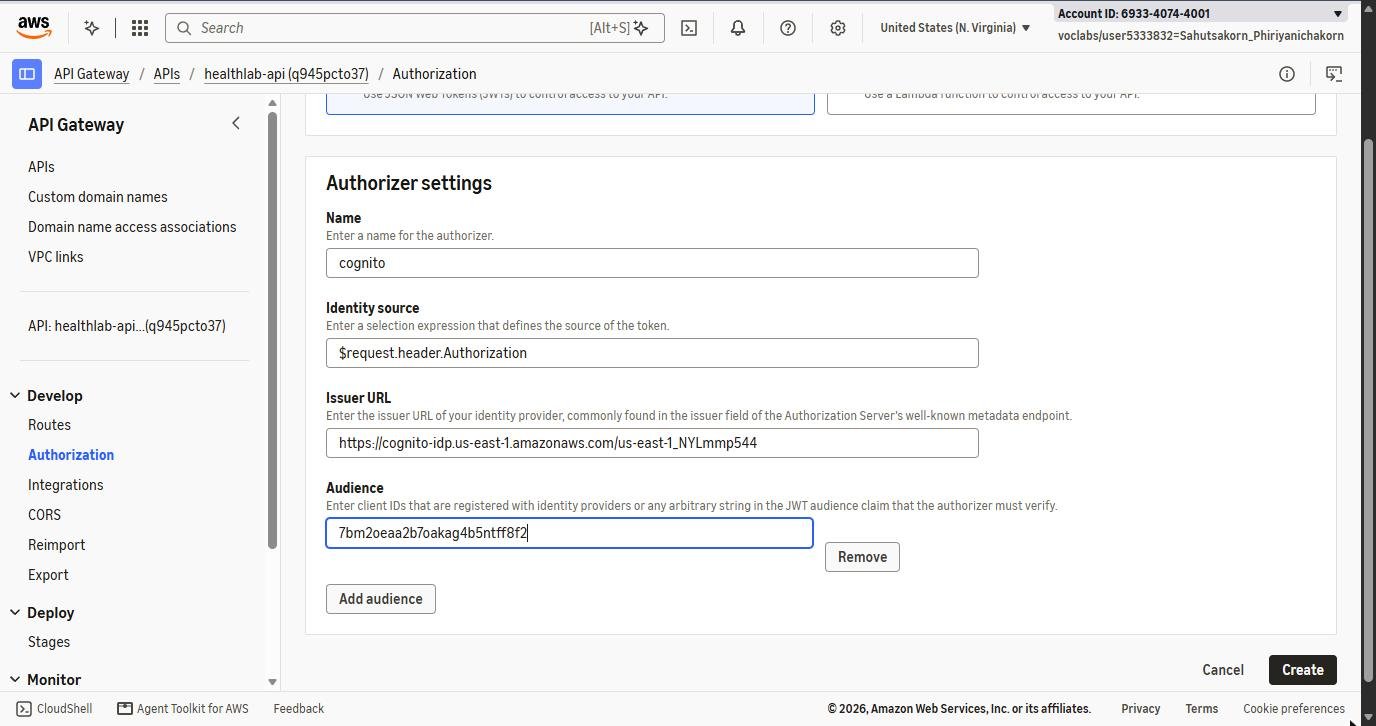 aws
Search
[Alt+S]
United States (N. Virginia)
Account ID: 6933-4074-4001
voclabs/user5333832=Sahutsakorn_Phiriyanichakorn
API Gateway / APIs / healthlab-api (q945pcto37) / Authorization
API Gateway
APIs
Custom domain names
Domain name access associations
VPC links
API: healthlab-api...(q945pcto37)
Develop
Routes
Authorization
Integrations
CORS
Reimport
Export
Deploy
Stages
Monitor
Use JSON Web Tokens (JWTs) to control access to your API.
Use a Lambda function to control access to your API.
Authorizer settings
Name
Enter a name for the authorizer.
cognito
Identity source
Enter a selection expression that defines the source of the token.
$request.header.Authorization
Issuer URL
Enter the issuer URL of your identity provider, commonly found in the issuer field of the Authorization Server's well-known metadata endpoint.
https://cognito-idp.us-east-1.amazonaws.com/us-east-1_NYLmmp544
Audience
Enter client IDs that are registered with identity providers or any arbitrary string in the JWT audience claim that the authorizer must verify.
7bm2oeaa2b7oakag4b5ntff8f2
Remove
Add audience
Cancel
Create
CloudShell
Agent Toolkit for AWS
Feedback
© 2026, Amazon Web Services, Inc. or its affiliates.
Privacy
Terms
Cookie preferences